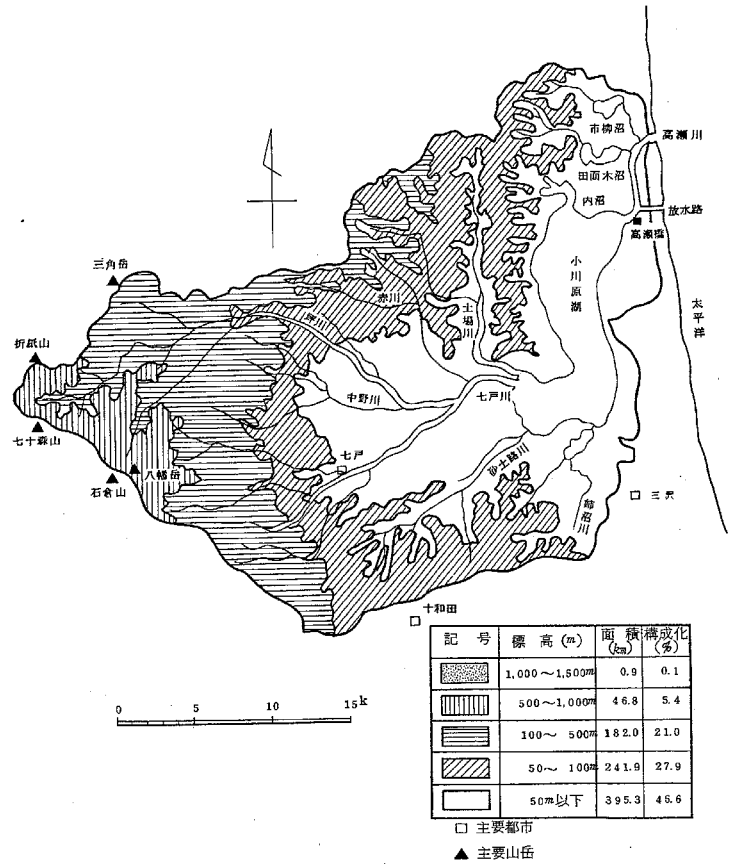 市柳沼
高瀬川
田面木沼
内沼
放水路
高瀬橋
小川原湖
太平洋
三角岳
赤川
土場川
坪川
折紙山
中野川
七戸川
七十森山
七戸
八幡岳
石倉山
砂土路川
姉沼川
三沢
十和田
0 5 10 15k
記号 標高(m) 面積(km) 構成化(%)
1,000～1,500m 0.9 0.1
500～1,000m 46.8 5.4
100～500m 182.0 21.0
50～100m 241.9 27.9
50m以下 395.3 45.6
□ 主要都市
▲ 主要山岳